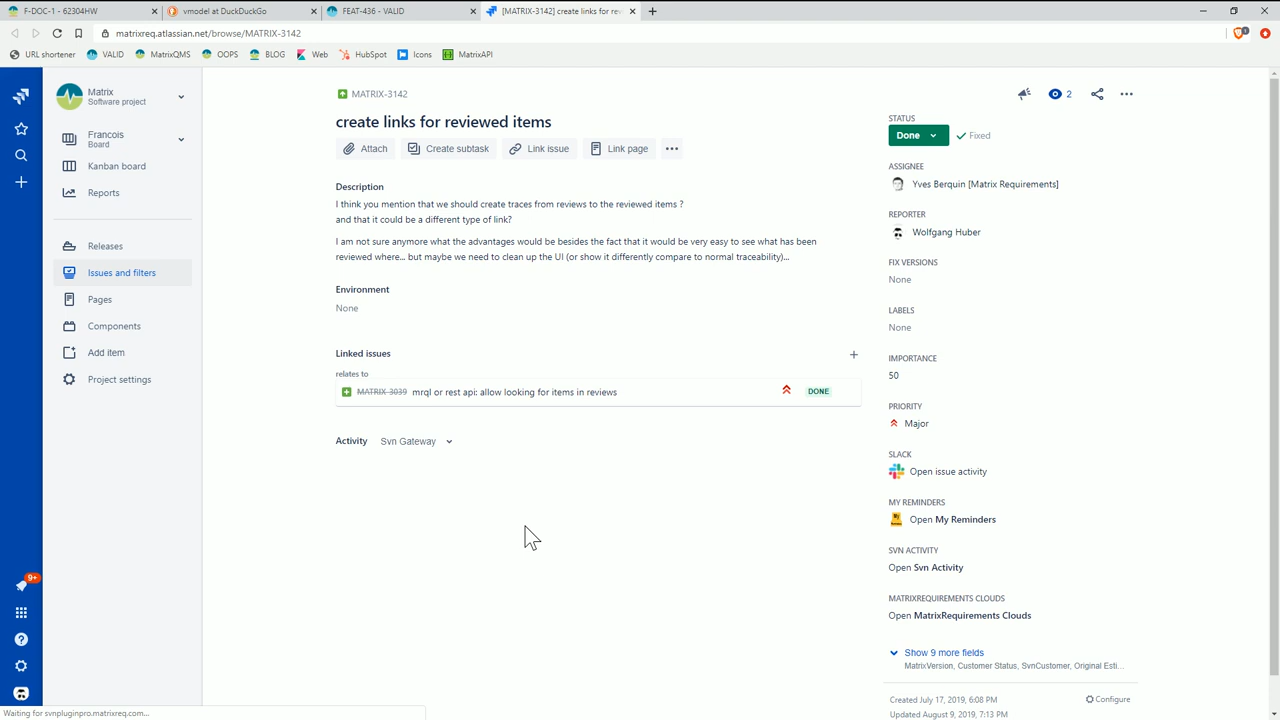 F-DOC-1 - 62304HW
vmodel at DuckDuckGo
FEAT-436 - VALID
[MATRIX-3142] create links for rev
matrixreq.atlassian.net/browse/MATRIX-3142
1
URL shortener
VALID
MatrixQMS
OOPS
BLOG
Web
HubSpot
Icons
MatrixAPI
Matrix
Software project
Francois
Board
Kanban board
Reports
Releases
Issues and filters
Pages
Components
Add item
Project settings
9+
MATRIX-3142
2
create links for reviewed items
Attach
Create subtask
Link issue
Link page
Description
I think you mention that we should create traces from reviews to the reviewed items ?
and that it could be a different type of link?
I am not sure anymore what the advantages would be besides the fact that it would be very easy to see what has been
reviewed where... but maybe we need to clean up the UI (or show it differently compare to normal traceability)...
Environment
None
Linked issues
relates to
MATRIX-3039 mrql or rest api: allow looking for items in reviews DONE
Activity Svn Gateway
STATUS
Done Fixed
ASSIGNEE
Yves Berquin [Matrix Requirements]
REPORTER
Wolfgang Huber
FIX VERSIONS
None
LABELS
None
IMPORTANCE
50
PRIORITY
Major
SLACK
Open issue activity
MY REMINDERS
Open My Reminders
SVN ACTIVITY
Open Svn Activity
MATRIXREQUIREMENTS CLOUDS
Open MatrixRequirements Clouds
Show 9 more fields
MatrixVersion, Customer Status, SvnCustomer, Original Esti...
Created July 17, 2019, 6:08 PM
Configure
Updated August 9, 2019, 7:13 PM
Waiting for svnpluginpro.matrixreq.com...